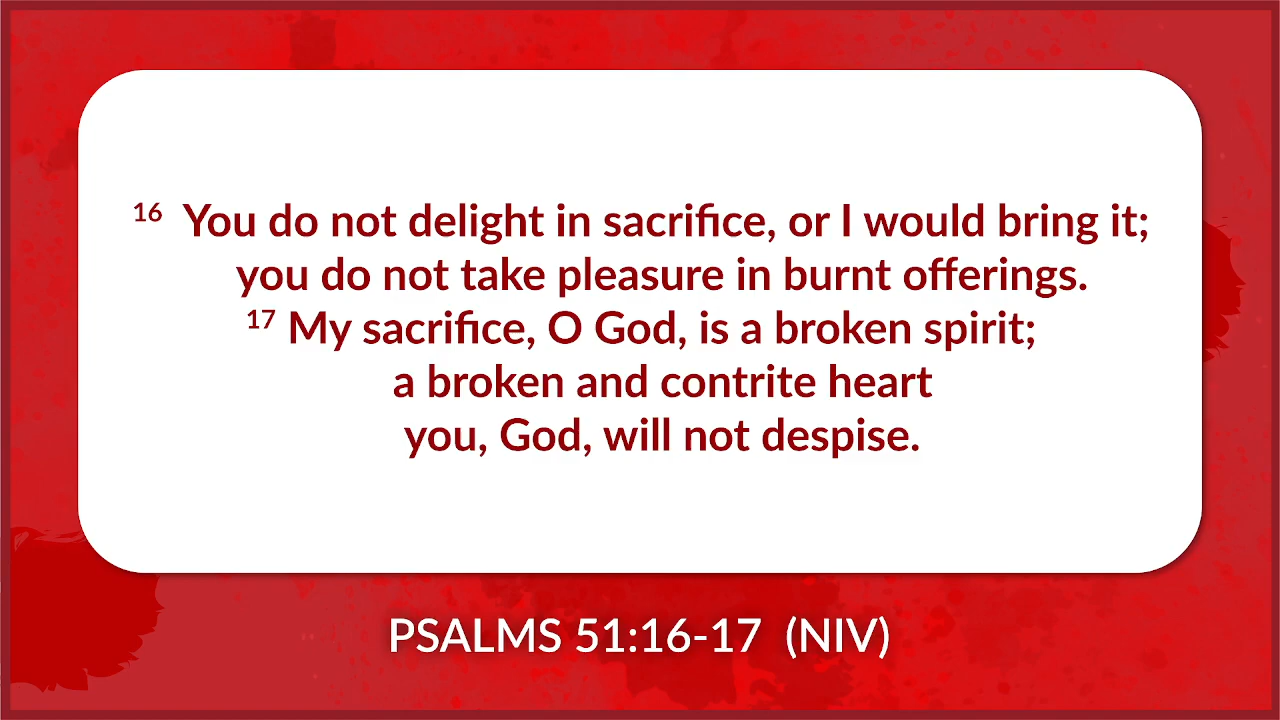 16 You do not delight in sacrifice, or I would bring it;
you do not take pleasure in burnt offerings.
17 My sacrifice, O God, is a broken spirit;
a broken and contrite heart
you, God, will not despise.
PSALMS 51:16-17 (NIV)